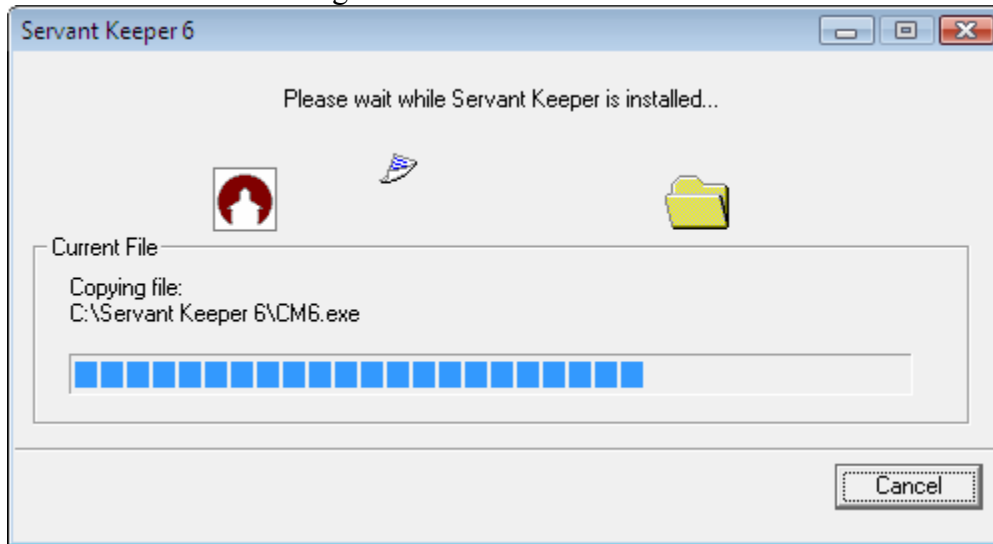 Servant Keeper 6
Please wait while Servant Keeper is installed...
Current File
Copying file:
C:\Servant Keeper 6\CM6.exe
Cancel